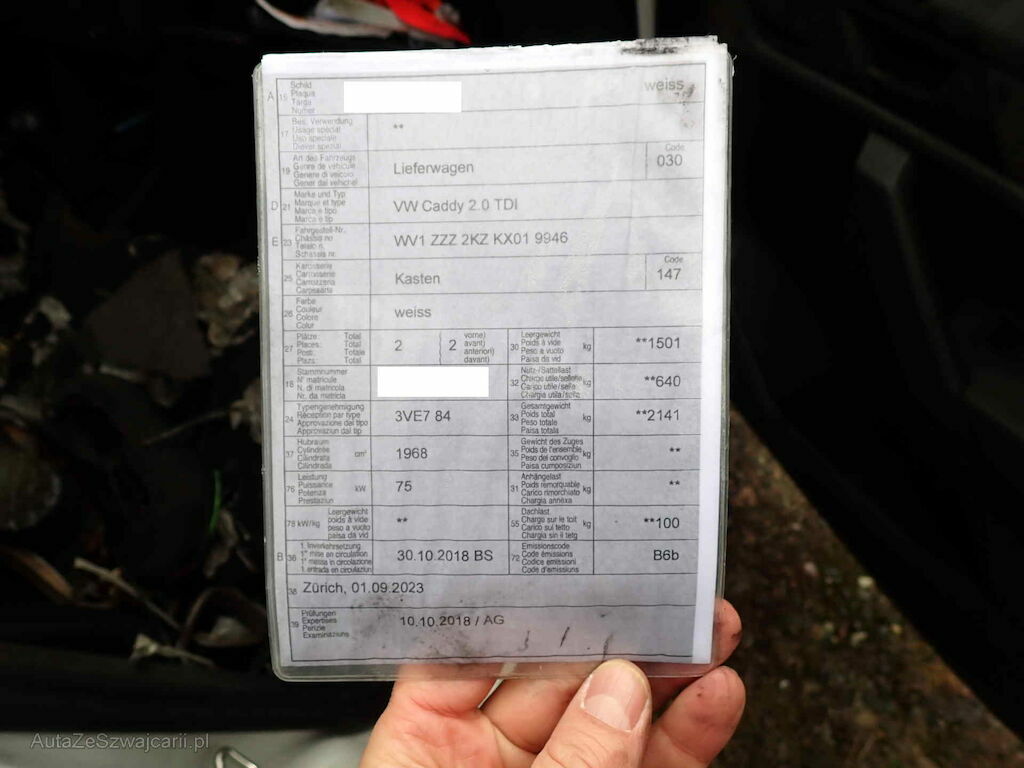 A 15 Schild weiss
Plaque
Targa
Numer
17 Bes. Verwendung **
Usage spécial
Uso speciale
Diever spezial
19 Art des Fahrzeugs Lieferwagen Code
Genre de véhicule 030
Genere di veicolo
Gener dal vehichel
D 21 Marke und Typ VW Caddy 2.0 TDI
Marque et type
Marca e tipo
Marca e tip
E 23 Fahrgestell-Nr. WV1 ZZZ 2KZ KX01 9946
Châssis no
Telaio n.
Schassis nr.
25 Karosserie Kasten Code
Carrosserie 147
Carrozzeria
Carossaria
26 Farbe weiss
Couleur
Colore
Color
27 Plätze: Total 2 2 vorne) 30 Leergewicht kg **1501
Places: Total avant) Poids à vide
Posti: Totale anteriori) Peso a vuoto
Plazs: Total davant) Paisa da vid
18 Stammnummer 32 Nutz-/Sattellast kg **640
N° matricule Charge utile/sellette
N. di matricola Carico utile/sella
Nr. da matricla Chargia utila/sella
24 Typengenehmigung 3VE7 84 33 Gesamtgewicht kg **2141
Réception par type Poids total
Approvazione del tipo Peso totale
Approvaziun dal tip Paisa totala
37 Hubraum cm³ 1968 35 Gewicht des Zuges kg **
Cylindrée Poids de l'ensemble
Cilindrata Peso del convoglio
Cilindrada Paisa cumposiziun
76 Leistung kW 75 31 Anhängelast kg **
Puissance Poids remorquable
Potenza Carico rimorchiato
Prestaziun Chargia annexa
78 kW/kg Leergewicht ** 55 Dachlast kg **100
poids à vide Charge sur le toit
peso a vuoto Carico sul tetto
paisa da vid Chargia sin il tetg
B 36 1. Inverkehrsetzung 30.10.2018 BS 72 Emissionscode B6b
1re mise en circulation Code émissions
1a messa in circolazione Codice emissioni
1. entrada en circulaziun Code d'emissiuns
38 Zürich, 01.09.2023
39 Prüfungen 10.10.2018 / AG
Expertises
Perizie
Examinaziuns
AutaZeSzwajcarii.pl